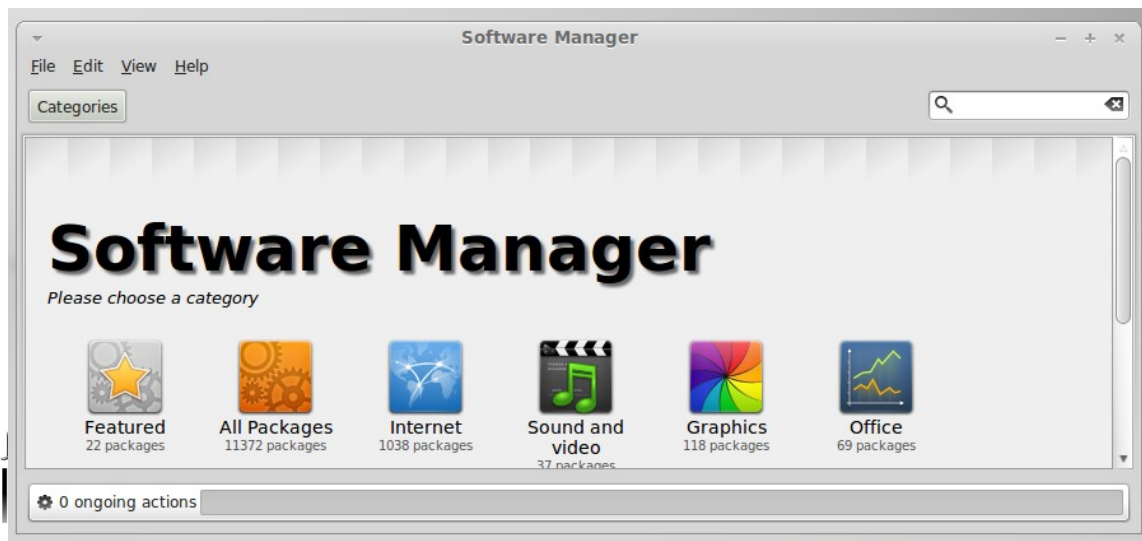 Software Manager
File Edit View Help
Categories
Software Manager
Please choose a category
Featured
22 packages
All Packages
11372 packages
Internet
1038 packages
Sound and
video
37 packages
Graphics
118 packages
Office
69 packages
0 ongoing actions